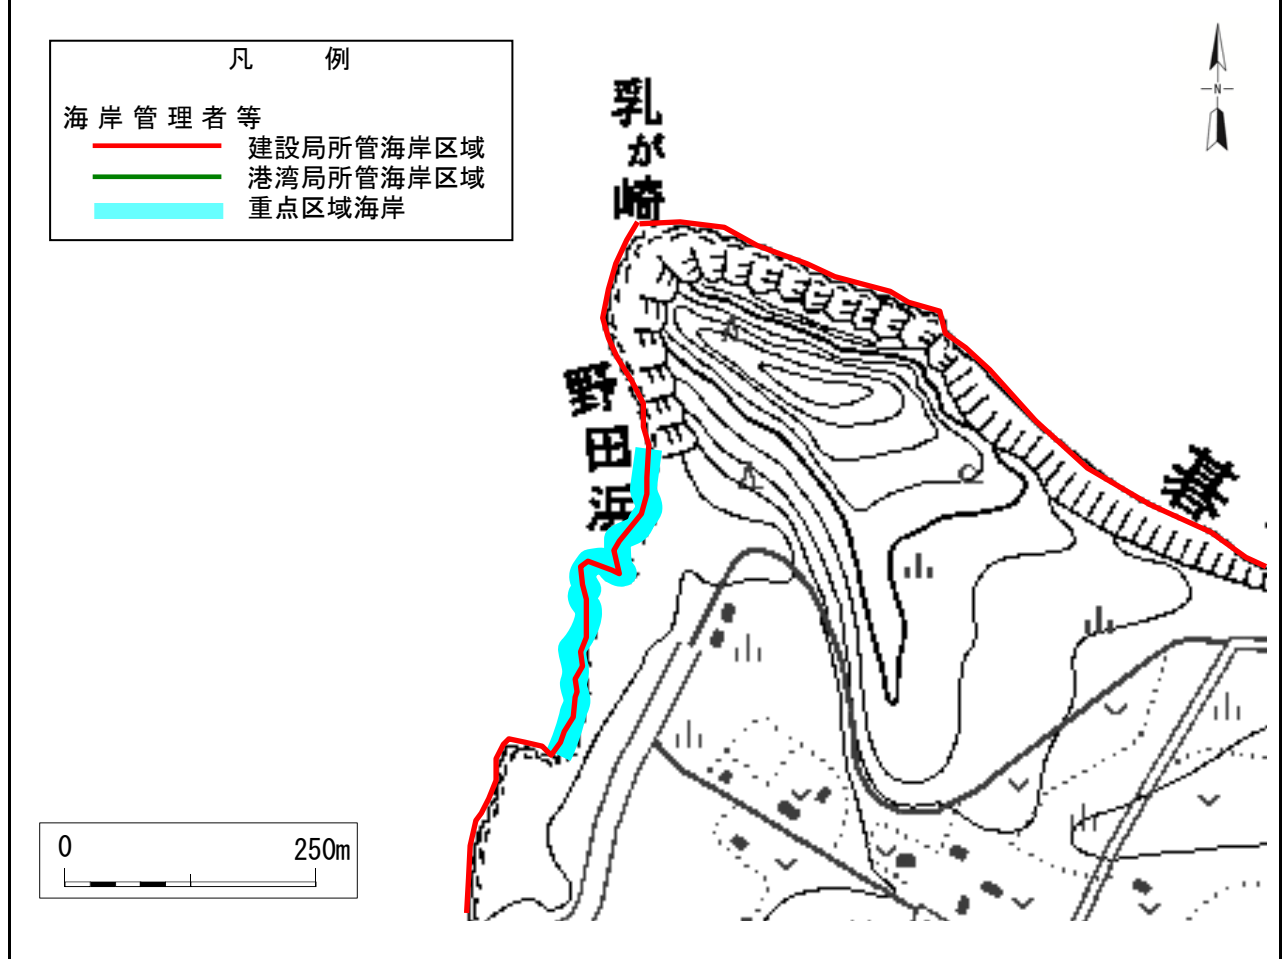 凡 例
海岸管理者等
建設局所管海岸区域
港湾局所管海岸区域
重点区域海岸
N
乳が崎
野田浜
暮
0 250m